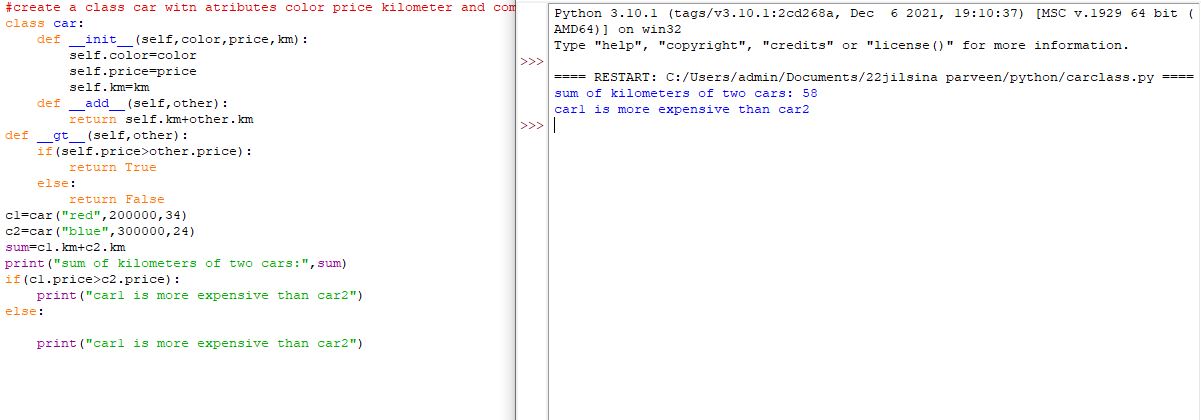 #create a class car witn atributes color price kilometer and com
class car:
    def __init__(self,color,price,km):
        self.color=color
        self.price=price
        self.km=km
    def __add__(self,other):
        return self.km+other.km
def __gt__(self,other):
    if(self.price>other.price):
        return True
    else:
        return False
c1=car("red",200000,34)
c2=car("blue",300000,24)
sum=c1.km+c2.km
print("sum of kilometers of two cars:",sum)
if(c1.price>c2.price):
    print("car1 is more expensive than car2")
else:
    print("car1 is more expensive than car2")
Python 3.10.1 (tags/v3.10.1:2cd268a, Dec  6 2021, 19:10:37) [MSC v.1929 64 bit (
AMD64)] on win32
Type "help", "copyright", "credits" or "license()" for more information.
>>>
==== RESTART: C:/Users/admin/Documents/22jilsina parveen/python/carclass.py ====
sum of kilometers of two cars: 58
car1 is more expensive than car2
>>>